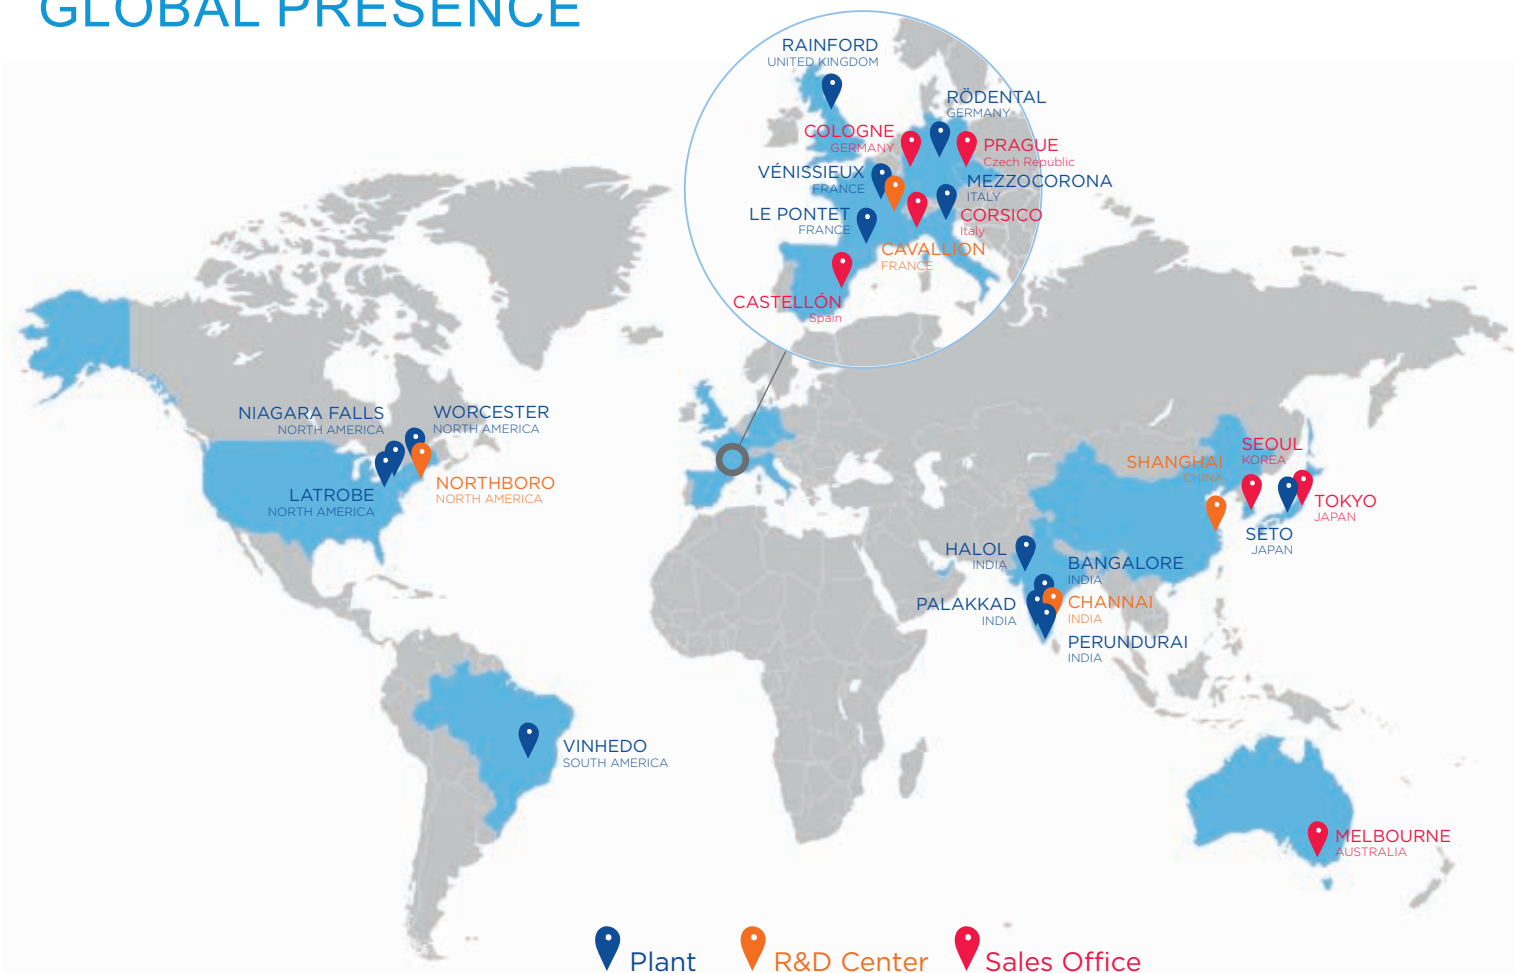 GLOBAL PRESENCE
RAINFORD
UNITED KINGDOM
RÖDENTAL
GERMANY
COLOGNE
GERMANY
PRAGUE
Czech Republic
VÉNISSIEUX
FRANCE
MEZZOCORONA
ITALY
LE PONTET
FRANCE
CORSICO
Italy
CAVALLION
FRANCE
CASTELLÓN
Spain
NIAGARA FALLS
NORTH AMERICA
WORCESTER
NORTH AMERICA
LATROBE
NORTH AMERICA
NORTHBORO
NORTH AMERICA
SHANGHAI
CHINA
SEOUL
KOREA
TOKYO
JAPAN
SETO
JAPAN
HALOL
INDIA
BANGALORE
INDIA
PALAKKAD
INDIA
CHANNAI
INDIA
PERUNDURAI
INDIA
VINHEDO
SOUTH AMERICA
MELBOURNE
AUSTRALIA
Plant
R&D Center
Sales Office